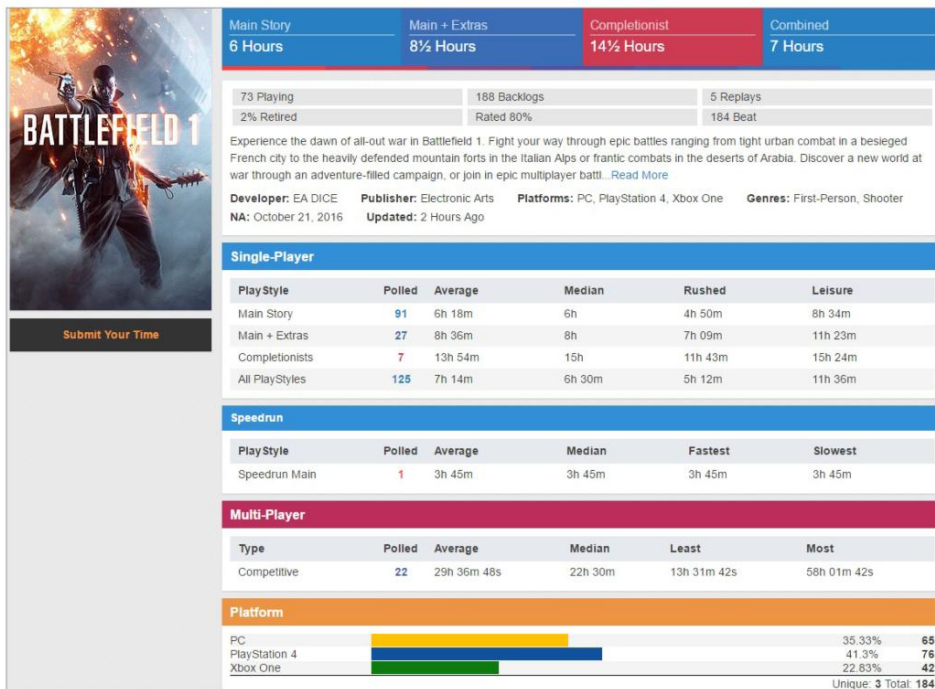 BATTLEFIELD 1
Submit Your Time
Main Story Main + Extras Completionist Combined
6 Hours 8½ Hours 14½ Hours 7 Hours
73 Playing 188 Backlogs 5 Replays
2% Retired Rated 80% 184 Beat
Experience the dawn of all-out war in Battlefield 1. Fight your way through epic battles ranging from tight urban combat in a besieged
French city to the heavily defended mountain forts in the Italian Alps or frantic combats in the deserts of Arabia. Discover a new world at
war through an adventure-filled campaign, or join in epic multiplayer battl...Read More
Developer: EA DICE Publisher: Electronic Arts Platforms: PC, PlayStation 4, Xbox One Genres: First-Person, Shooter
NA: October 21, 2016 Updated: 2 Hours Ago
Single-Player
PlayStyle Polled Average Median Rushed Leisure
Main Story 91 6h 18m 6h 4h 50m 8h 34m
Main + Extras 27 8h 36m 8h 7h 09m 11h 23m
Completionists 7 13h 54m 15h 11h 43m 15h 24m
All PlayStyles 125 7h 14m 6h 30m 5h 12m 11h 36m
Speedrun
PlayStyle Polled Average Median Fastest Slowest
Speedrun Main 1 3h 45m 3h 45m 3h 45m 3h 45m
Multi-Player
Type Polled Average Median Least Most
Competitive 22 29h 36m 48s 22h 30m 13h 31m 42s 58h 01m 42s
Platform
PC 35.33% 65
PlayStation 4 41.3% 76
Xbox One 22.83% 42
Unique: 3 Total: 184